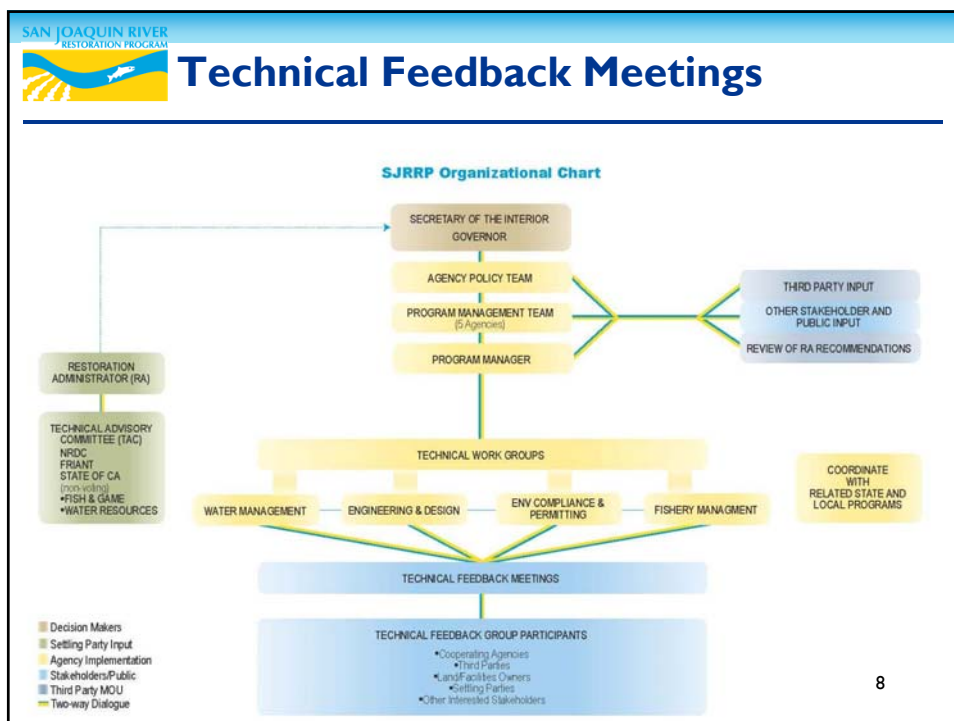 SAN JOAQUIN RIVER
RESTORATION PROGRAM
Technical Feedback Meetings
SJRRP Organizational Chart
SECRETARY OF THE INTERIOR
GOVERNOR
AGENCY POLICY TEAM
PROGRAM MANAGEMENT TEAM
(5 Agencies)
PROGRAM MANAGER
THIRD PARTY INPUT
OTHER STAKEHOLDER AND
PUBLIC INPUT
REVIEW OF RA RECOMMENDATIONS
RESTORATION
ADMINISTRATOR (RA)
TECHNICAL ADVISORY
COMMITTEE (TAC)
NRDC
FRIANT
STATE OF CA
(non-voting)
•FISH & GAME
•WATER RESOURCES
TECHNICAL WORK GROUPS
WATER MANAGEMENT
ENGINEERING & DESIGN
ENV COMPLIANCE &
PERMITTING
FISHERY MANAGMENT
COORDINATE
WITH
RELATED STATE AND
LOCAL PROGRAMS
TECHNICAL FEEDBACK MEETINGS
TECHNICAL FEEDBACK GROUP PARTICIPANTS
•Cooperating Agencies
•Third Parties
•Land/Facilities Owners
•Settling Parties
•Other Interested Stakeholders
Decision Makers
Settling Party Input
Agency Implementation
Stakeholders/Public
Third Party MOU
Two-way Dialogue
8